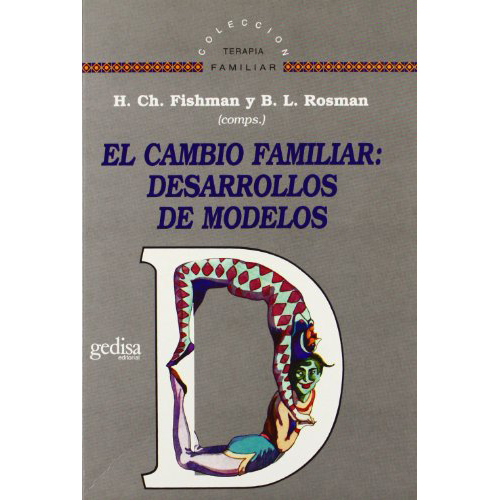 COLECCION
TERAPIA
FAMILIAR
H. Ch. Fishman y B. L. Rosman
(comps.)
EL CAMBIO FAMILIAR:
DESARROLLOS
DE MODELOS
D
gedisa
editorial